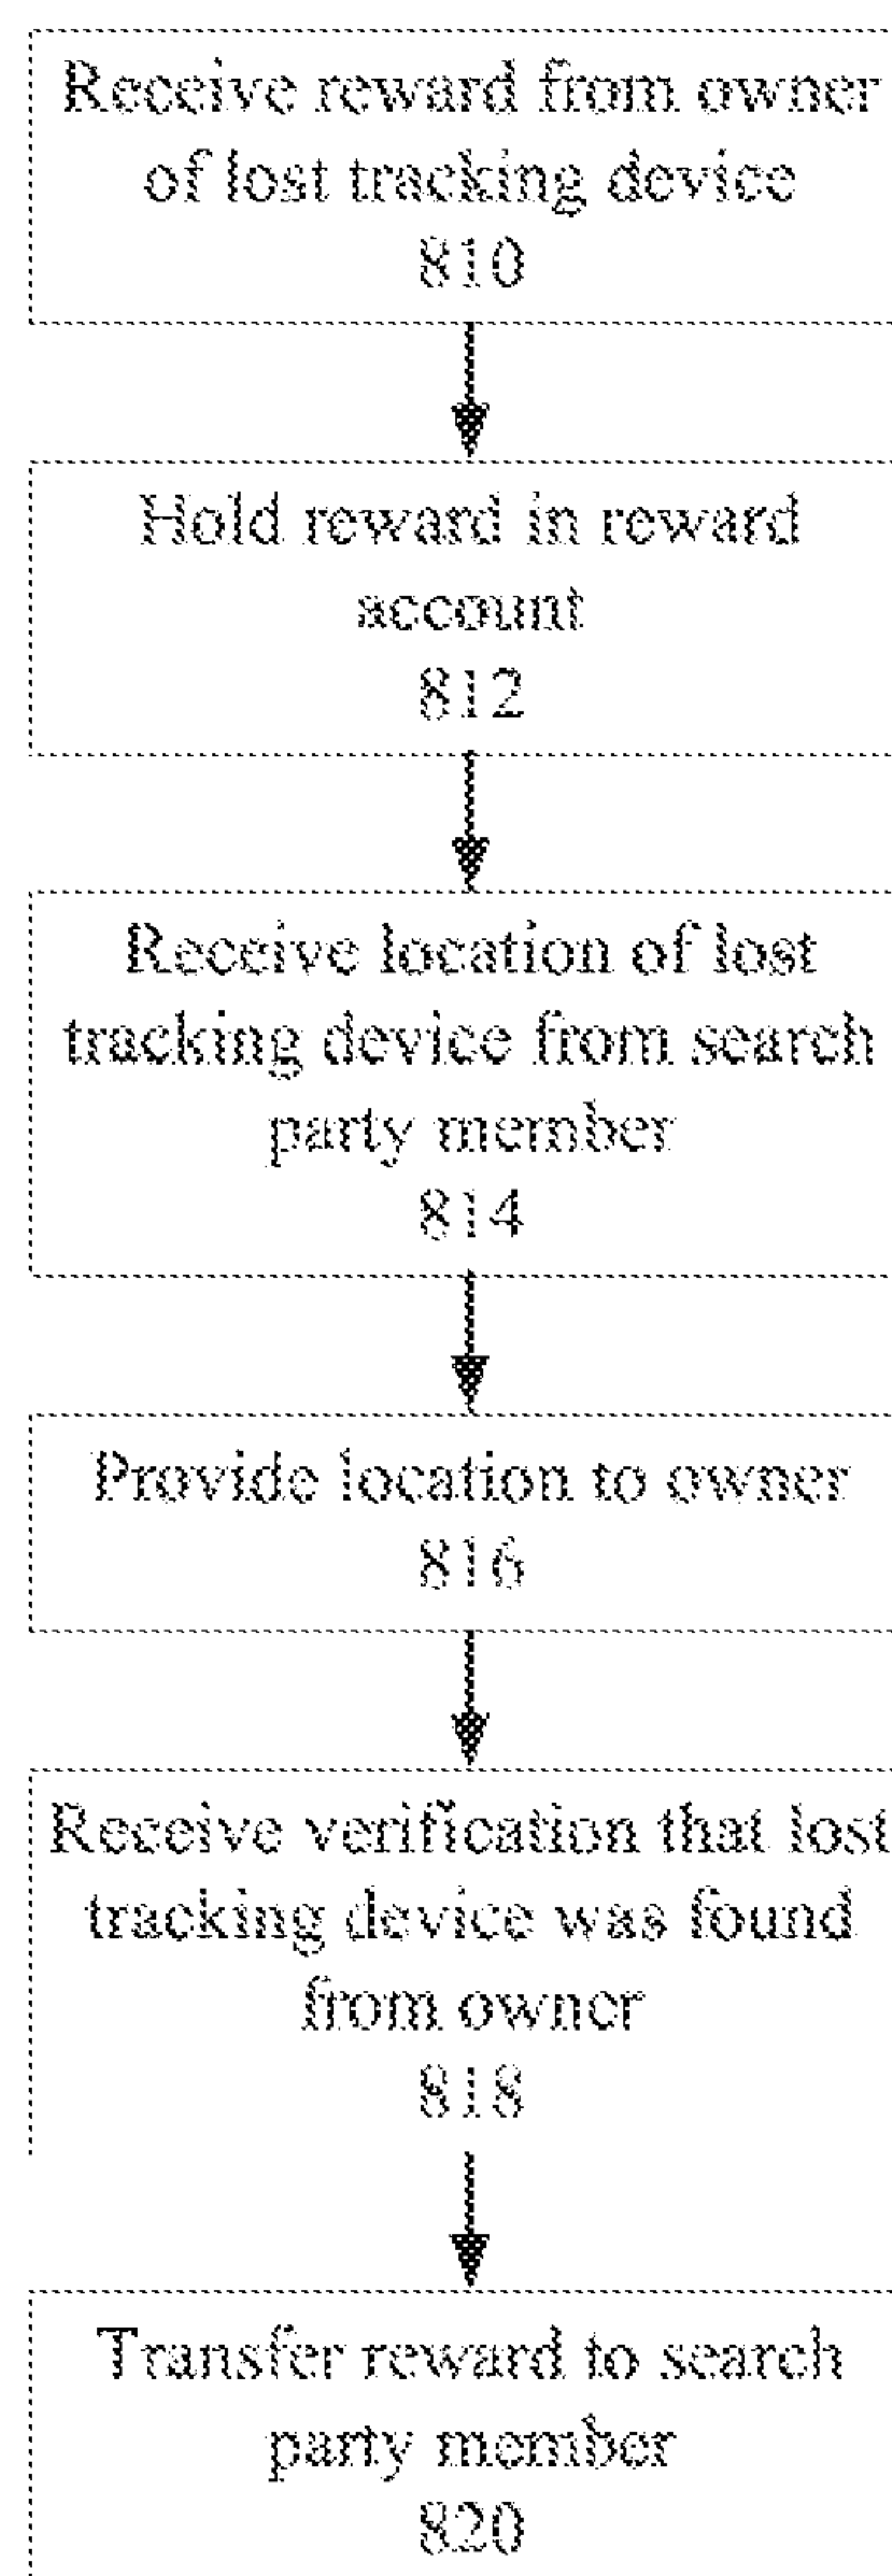 Receive reward from owner
of lost tracking device
810
Hold reward in reward
account
812
Receive location of lost
tracking device from search
party member
814
Provide location to owner
816
Receive verification that lost
tracking device was found
from owner
818
Transfer reward to search
party member
820